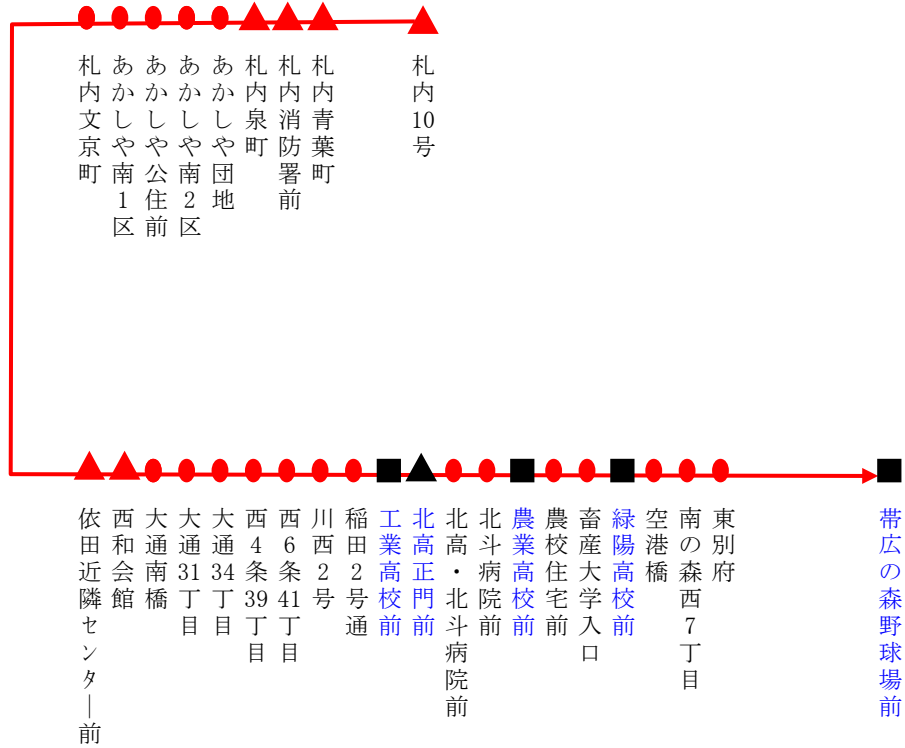 札内文京町
あかしや南1区
あかしや公住前
あかしや南2区
あかしや団地
札内泉町
札内消防署前
札内青葉町
札内10号
依田近隣センター前
西和会館
大通南橋
大通31丁目
大通34丁目
西4条39丁目
西6条41丁目
川西2号
稲田2号通
工業高校前
北高正門前
北高・北斗病院前
北斗病院前
農業高校前
農校住宅前
畜産大学入口
緑陽高校前
空港橋
南の森西7丁目
東別府
帯広の森野球場前